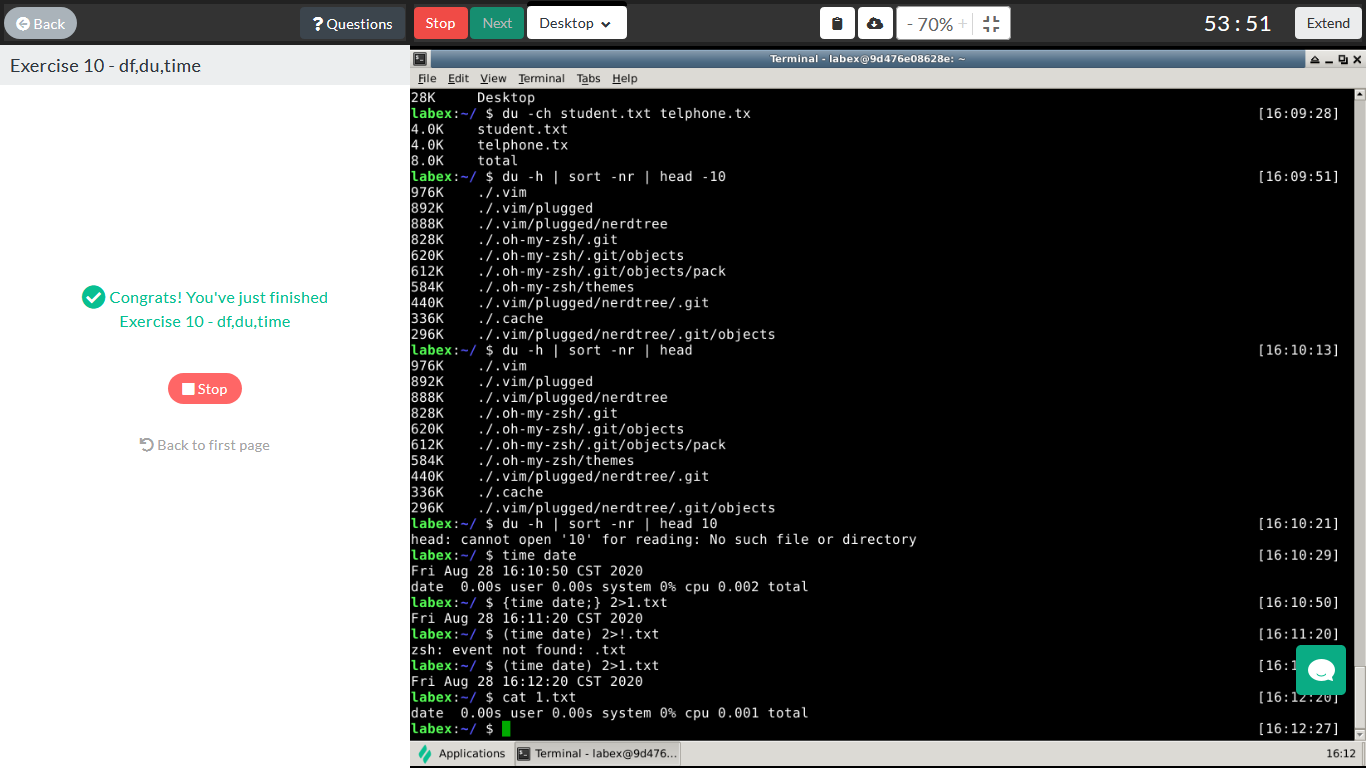 Back
Questions
Stop
Next
Desktop
- 70% +
53:51
Extend
Exercise 10 - df,du,time
Congrats! You've just finished
Exercise 10 - df,du,time
Stop
Back to first page
Terminal - labex@9d476e08628e: ~
File Edit View Terminal Tabs Help
28K Desktop
labex:~/ $ du -ch student.txt telphone.tx [16:09:28]
4.0K student.txt
4.0K telphone.tx
8.0K total
labex:~/ $ du -h | sort -nr | head -10 [16:09:51]
976K ./.vim
892K ./.vim/plugged
888K ./.vim/plugged/nerdtree
828K ./.oh-my-zsh/.git
620K ./.oh-my-zsh/.git/objects
612K ./.oh-my-zsh/.git/objects/pack
584K ./.oh-my-zsh/themes
440K ./.vim/plugged/nerdtree/.git
336K ./.cache
296K ./.vim/plugged/nerdtree/.git/objects
labex:~/ $ du -h | sort -nr | head [16:10:13]
976K ./.vim
892K ./.vim/plugged
888K ./.vim/plugged/nerdtree
828K ./.oh-my-zsh/.git
620K ./.oh-my-zsh/.git/objects
612K ./.oh-my-zsh/.git/objects/pack
584K ./.oh-my-zsh/themes
440K ./.vim/plugged/nerdtree/.git
336K ./.cache
296K ./.vim/plugged/nerdtree/.git/objects
labex:~/ $ du -h | sort -nr | head 10 [16:10:21]
head: cannot open '10' for reading: No such file or directory
labex:~/ $ time date [16:10:29]
Fri Aug 28 16:10:50 CST 2020
date 0.00s user 0.00s system 0% cpu 0.002 total
labex:~/ $ {time date;} 2>1.txt [16:10:50]
Fri Aug 28 16:11:20 CST 2020
labex:~/ $ (time date) 2>!.txt [16:11:20]
zsh: event not found: .txt
labex:~/ $ (time date) 2>1.txt
Fri Aug 28 16:12:20 CST 2020
labex:~/ $ cat 1.txt [16:12:20]
date 0.00s user 0.00s system 0% cpu 0.001 total
labex:~/ $ [16:12:27]
Applications
Terminal - labex@9d476...
16:12